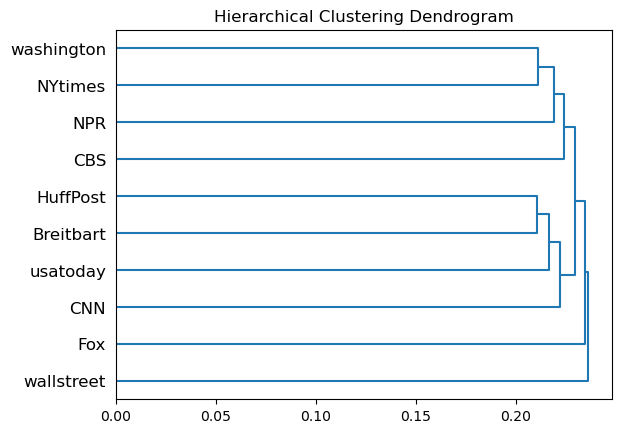 Hierarchical Clustering Dendrogram
washington
NYtimes
NPR
CBS
HuffPost
Breitbart
usatoday
CNN
Fox
wallstreet
0.00 0.05 0.10 0.15 0.20